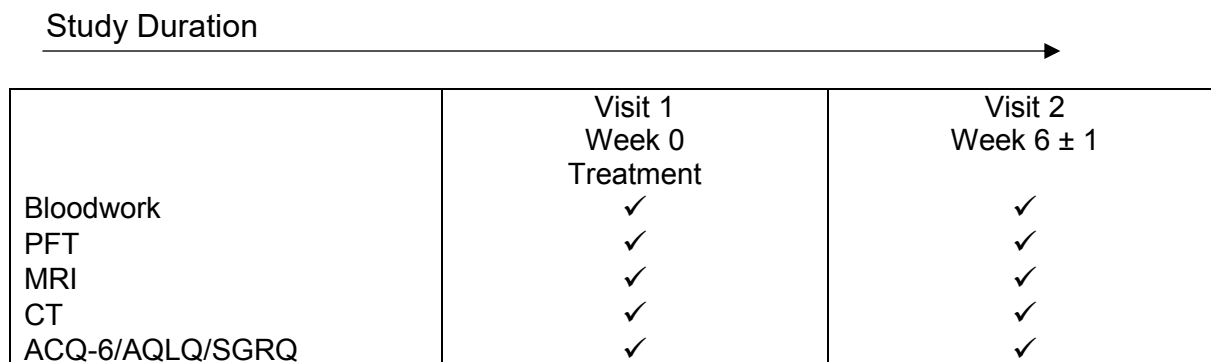 Study Duration
Visit 1 Visit 2
Week 0 Week 6 ± 1
Treatment
Bloodwork ✓ ✓
PFT ✓ ✓
MRI ✓ ✓
CT ✓ ✓
ACQ-6/AQLQ/SGRQ ✓ ✓